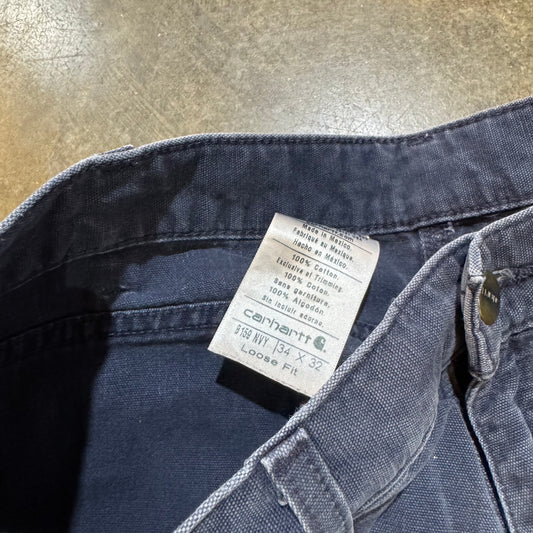 Made in Mexico.
Fabriqué au Mexique.
Hecho en Mexico.
100% Cotton.
Exclusive of Trimming.
100% Coton.
Sans garniture.
100% Algodón.
Sin incluir adorno.
carhartt
B159 NVY 34 X 32
Loose Fit